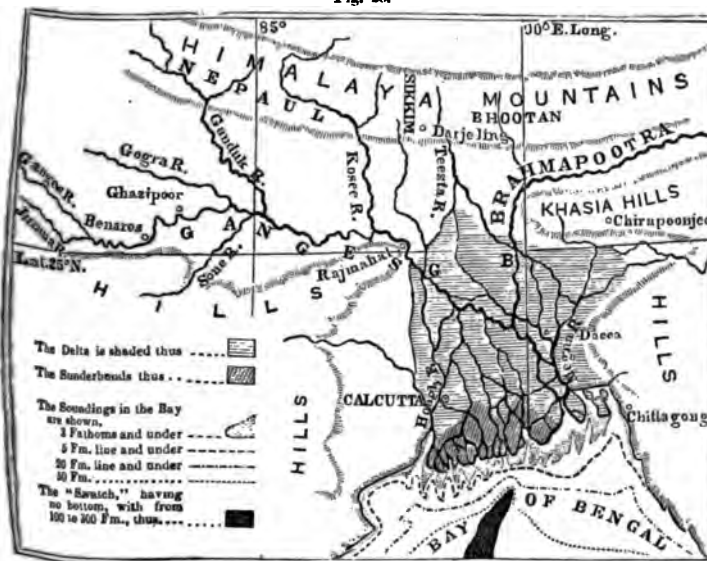 85°
90° E. Long.
HIMALAYA MOUNTAINS
NEPAUL
SIKKIM
BHOOTAN
Darjeling
Gunduk R.
Kosee R.
Teesta R.
BRAHMAPOOTRA
Gogra R.
Ganges R.
Ghazipoor
KHASIA HILLS
Chirapoonjee
Jumna R.
Benares
GANGES
Sone R.
Rajmahal
G
B
Lat. 25° N.
HILLS
HILLS
HILLS
Dacca
Megna R.
CALCUTTA
Hoogly R.
Chittagong
The Delta is shaded thus
The Sunderbunds thus
The Soundings in the Bay
are shown,
3 Fathoms and under
5 Fm. line and under
20 Fm. line and under
50 Fm.
The "Swatch," having
no bottom, with from
100 to 300 Fm., thus
BAY OF BENGAL